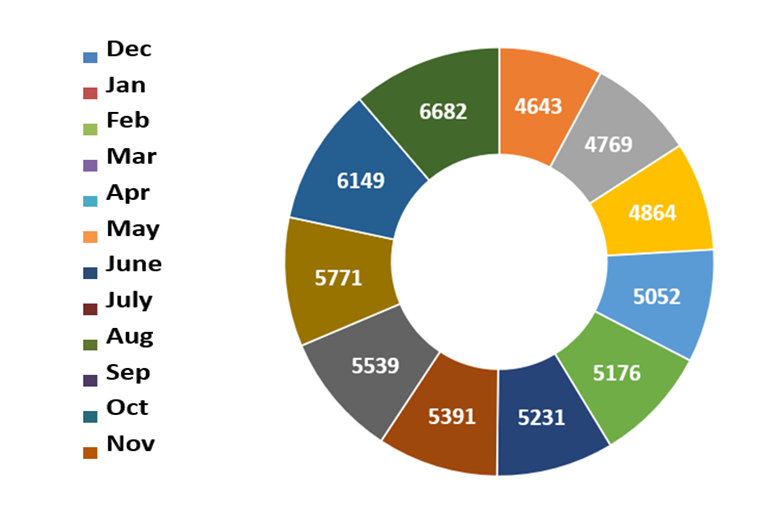 Dec
Jan
Feb
Mar
Apr
May
June
July
Aug
Sep
Oct
Nov
4643
4769
4864
5052
5176
5231
5391
5539
5771
6149
6682